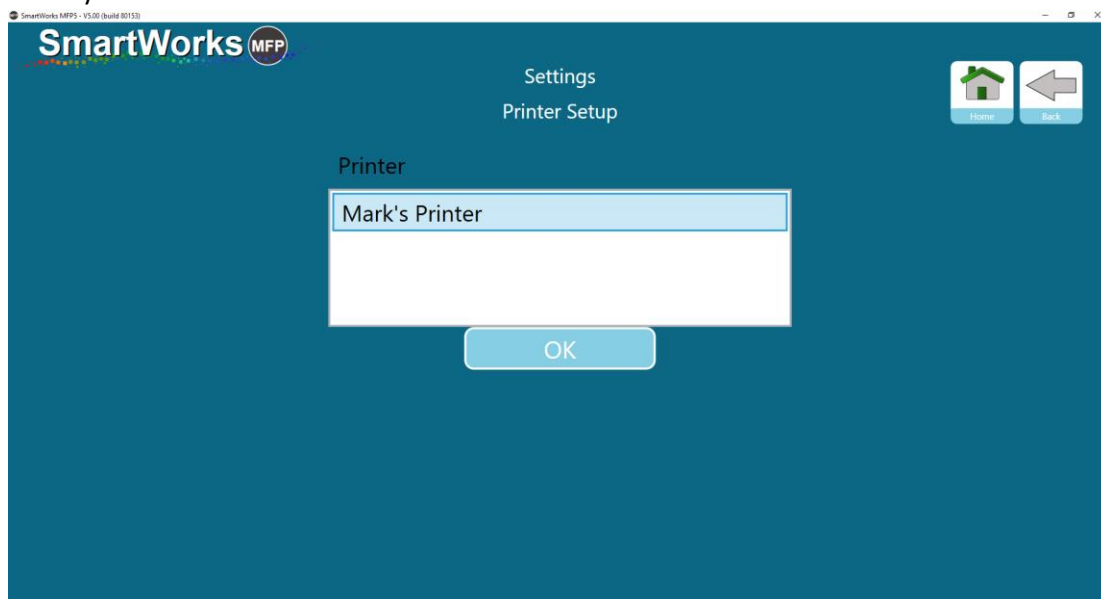 SmartWorks MFP5 - V5.00 (build 80153)
SmartWorks MFP
Settings
Printer Setup
Home
Back
Printer
Mark's Printer
OK